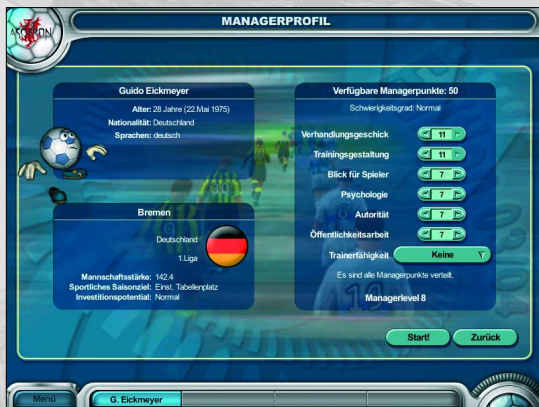 ASCARON
MANAGERPROFIL
Guido Eickmeyer
Alter: 28 Jahre (22.Mai 1975)
Nationalität: Deutschland
Sprachen: deutsch
Bremen
Deutschland
1.Liga
Mannschaftsstärke: 142.4
Sportliches Saisonziel: Einst. Tabellenplatz
Investitionspotential: Normal
Verfügbare Managerpunkte: 50
Schwierigkeitsgrad: Normal
Verhandlungsgeschick 11
Trainingsgestaltung 11
Blick für Spieler 7
Psychologie 7
Autorität 7
Öffentlichkeitsarbeit 7
Trainerfähigkeit Keine
Es sind alle Managerpunkte verteilt.
Managerlevel 8
Start! Zurück
Menü G. Eickmeyer